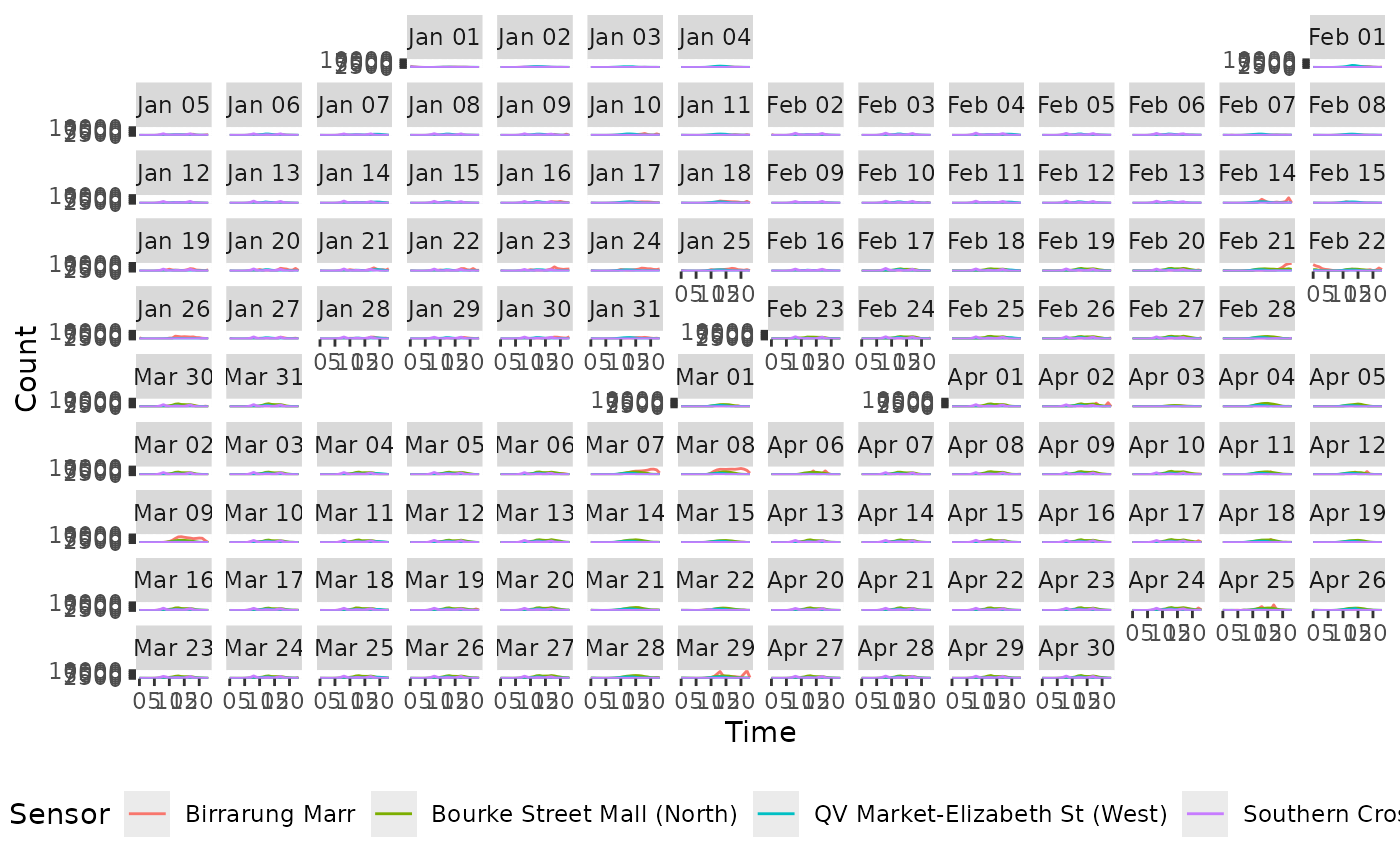 Jan 01 Jan 02 Jan 03 Jan 04 Feb 01
Jan 05 Jan 06 Jan 07 Jan 08 Jan 09 Jan 10 Jan 11 Feb 02 Feb 03 Feb 04 Feb 05 Feb 06 Feb 07 Feb 08
Jan 12 Jan 13 Jan 14 Jan 15 Jan 16 Jan 17 Jan 18 Feb 09 Feb 10 Feb 11 Feb 12 Feb 13 Feb 14 Feb 15
Jan 19 Jan 20 Jan 21 Jan 22 Jan 23 Jan 24 Jan 25 Feb 16 Feb 17 Feb 18 Feb 19 Feb 20 Feb 21 Feb 22
Jan 26 Jan 27 Jan 28 Jan 29 Jan 30 Jan 31 Feb 23 Feb 24 Feb 25 Feb 26 Feb 27 Feb 28
Count
Mar 30 Mar 31 Mar 01 Apr 01 Apr 02 Apr 03 Apr 04 Apr 05
Mar 02 Mar 03 Mar 04 Mar 05 Mar 06 Mar 07 Mar 08 Apr 06 Apr 07 Apr 08 Apr 09 Apr 10 Apr 11 Apr 12
Mar 09 Mar 10 Mar 11 Mar 12 Mar 13 Mar 14 Mar 15 Apr 13 Apr 14 Apr 15 Apr 16 Apr 17 Apr 18 Apr 19
Mar 16 Mar 17 Mar 18 Mar 19 Mar 20 Mar 21 Mar 22 Apr 20 Apr 21 Apr 22 Apr 23 Apr 24 Apr 25 Apr 26
Mar 23 Mar 24 Mar 25 Mar 26 Mar 27 Mar 28 Mar 29 Apr 27 Apr 28 Apr 29 Apr 30
Time
Sensor Birrarung Marr Bourke Street Mall (North) QV Market-Elizabeth St (West) Southern Cros